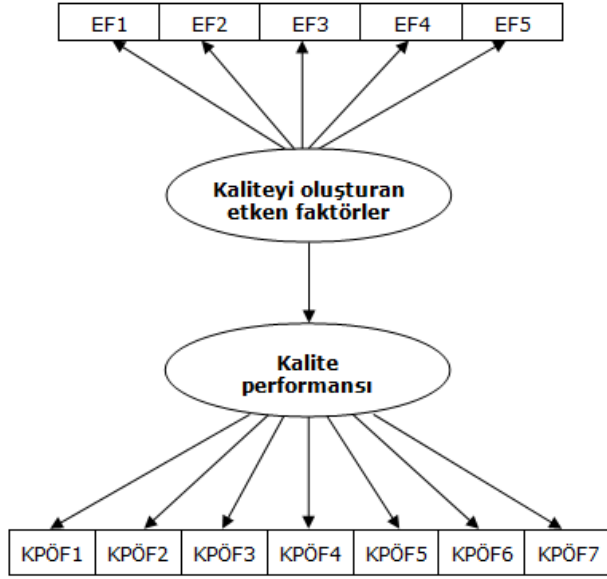 EF1 EF2 EF3 EF4 EF5
Kaliteyi oluşturan
etken faktörler
Kalite
performansı
KPÖF1 KPÖF2 KPÖF3 KPÖF4 KPÖF5 KPÖF6 KPÖF7